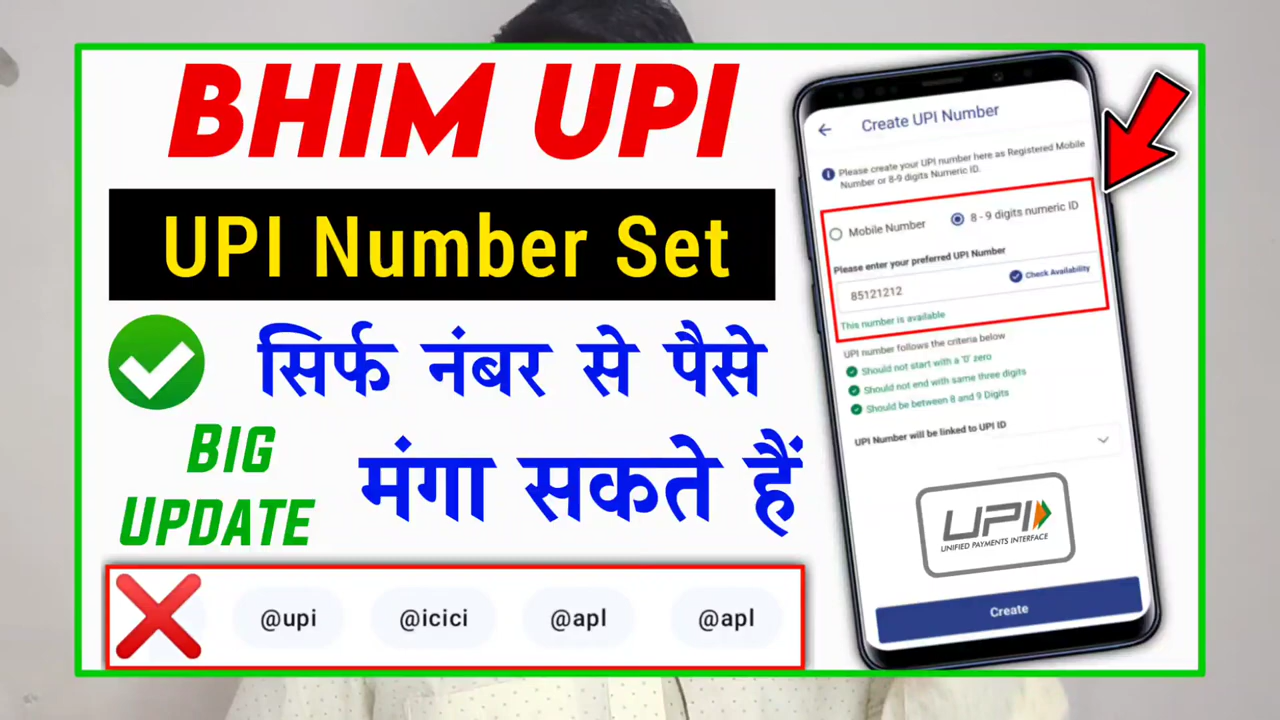 BHIM UPI
UPI Number Set
सिर्फ नंबर से पैसे
BIG
UPDATE
मंगा सकते हैं
@upi @icici @apl @apl
Create UPI Number
Please create your UPI number here as Registered Mobile
Number or 8-9 digits Numeric ID.
Mobile Number 8 - 9 digits numeric ID
Please enter your preferred UPI Number
85121212 Check Availability
This number is available
UPI number follows the criteria below
Should not start with a '0' zero
Should not end with same three digits
Should be between 8 and 9 Digits
UPI Number will be linked to UPI ID
UPI
UNIFIED PAYMENTS INTERFACE
Create